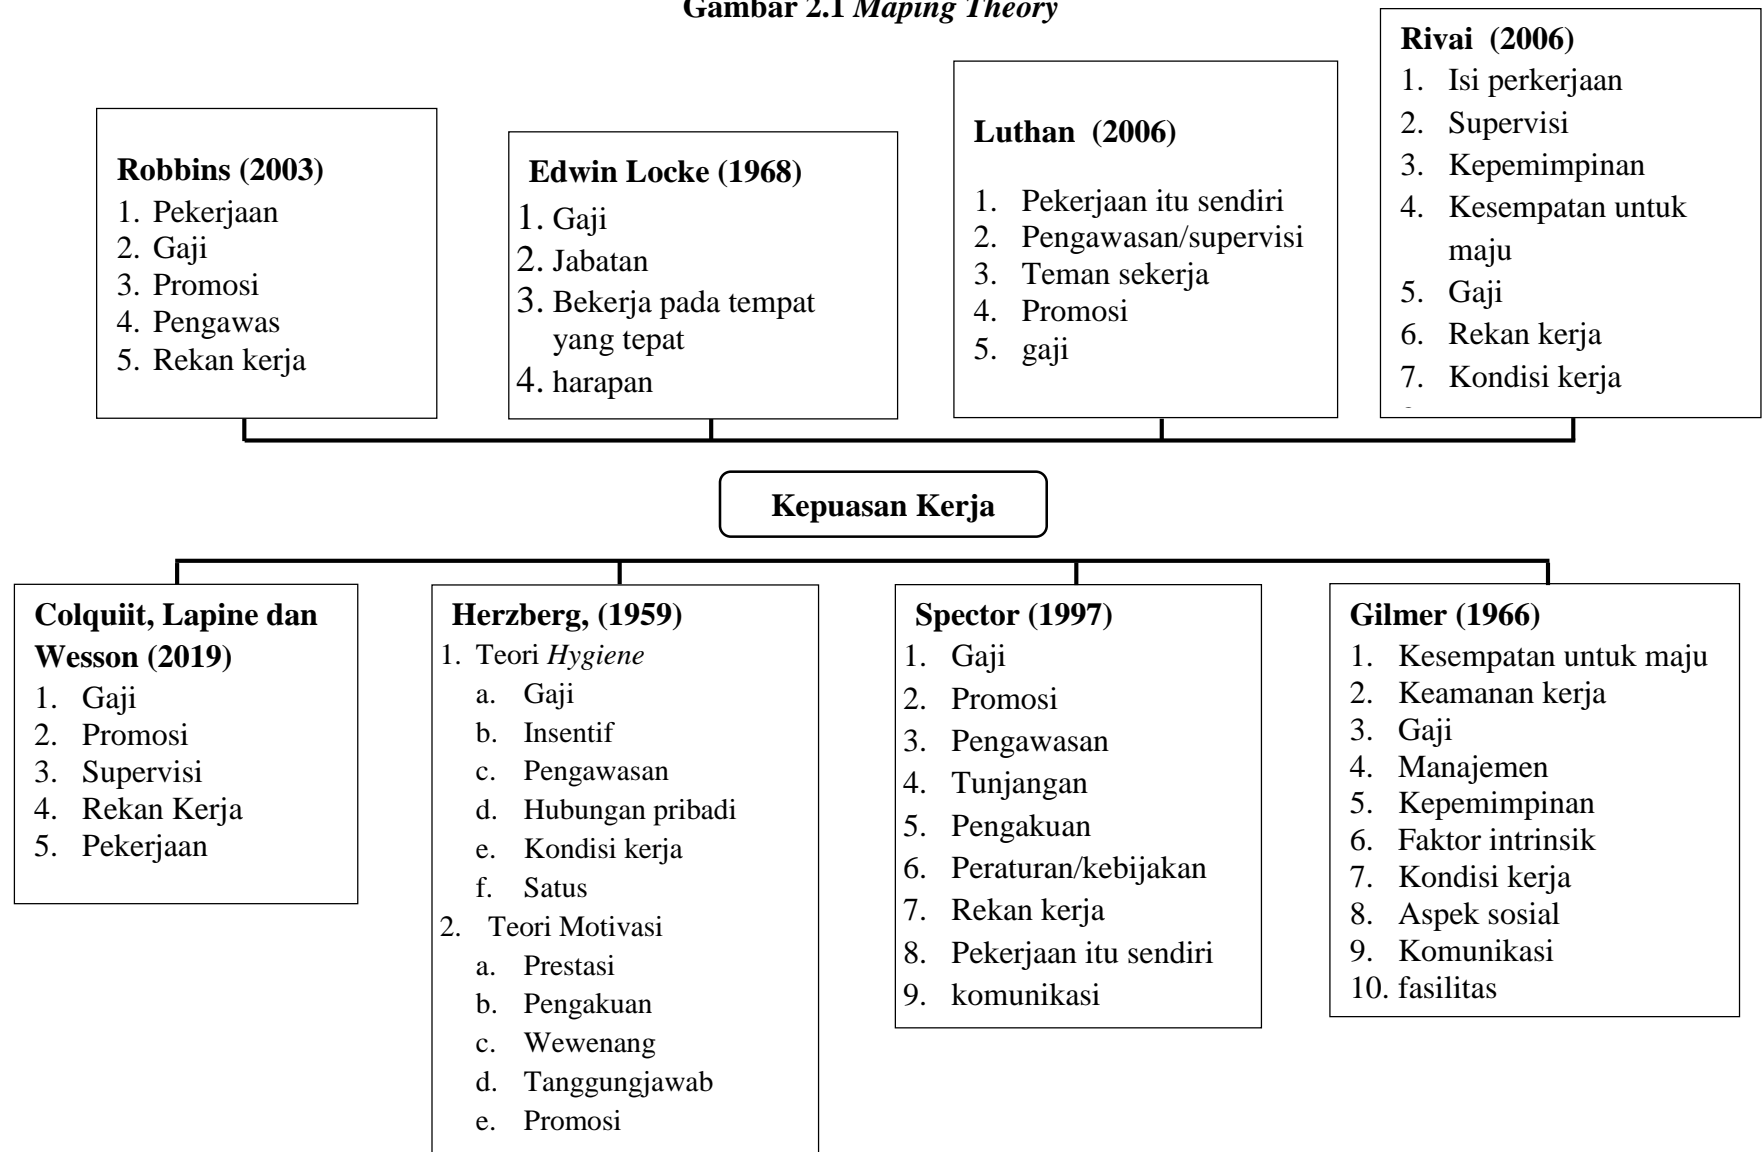 Gambar 2.1 Maping Theory
Robbins (2003)
1. Pekerjaan
2. Gaji
3. Promosi
4. Pengawas
5. Rekan kerja
Edwin Locke (1968)
1. Gaji
2. Jabatan
3. Bekerja pada tempat
yang tepat
4. harapan
Luthan (2006)
1. Pekerjaan itu sendiri
2. Pengawasan/supervisi
3. Teman sekerja
4. Promosi
5. gaji
Rivai (2006)
1. Isi perkerjaan
2. Supervisi
3. Kepemimpinan
4. Kesempatan untuk
maju
5. Gaji
6. Rekan kerja
7. Kondisi kerja
Kepuasan Kerja
Colquiit, Lapine dan
Wesson (2019)
1. Gaji
2. Promosi
3. Supervisi
4. Rekan Kerja
5. Pekerjaan
Herzberg, (1959)
1. Teori Hygiene
a. Gaji
b. Insentif
c. Pengawasan
d. Hubungan pribadi
e. Kondisi kerja
f. Satus
2. Teori Motivasi
a. Prestasi
b. Pengakuan
c. Wewenang
d. Tanggungjawab
e. Promosi
Spector (1997)
1. Gaji
2. Promosi
3. Pengawasan
4. Tunjangan
5. Pengakuan
6. Peraturan/kebijakan
7. Rekan kerja
8. Pekerjaan itu sendiri
9. komunikasi
Gilmer (1966)
1. Kesempatan untuk maju
2. Keamanan kerja
3. Gaji
4. Manajemen
5. Kepemimpinan
6. Faktor intrinsik
7. Kondisi kerja
8. Aspek sosial
9. Komunikasi
10. fasilitas